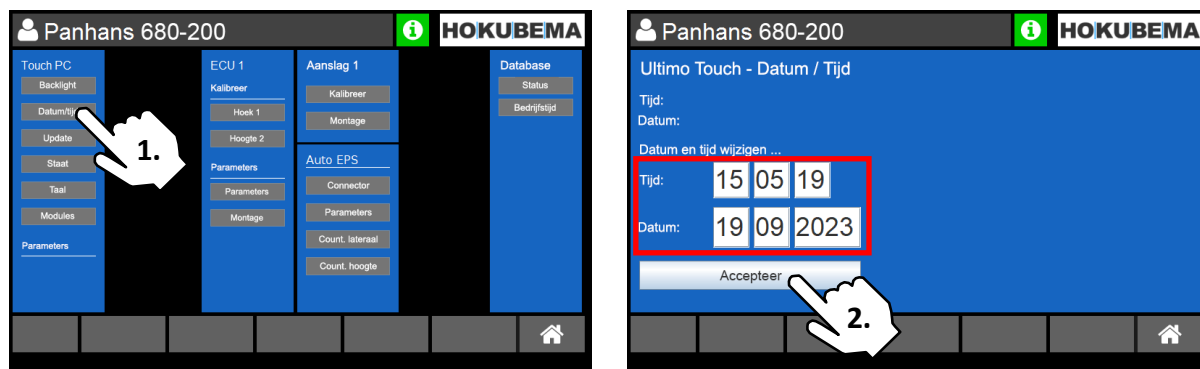 Panhans 680-200
i
HOKUBEMA
Touch PC
Backlight
Datum/tijd
Update
Staat
Taal
Modules
Parameters
ECU 1
Kalibreer
Hoek 1
Hoogte 2
Parameters
Parameters
Montage
Aanslag 1
Kalibreer
Montage
Auto EPS
Connector
Parameters
Count. lateraal
Count. hoogte
Database
Status
Bedrijfstijd
1.
Panhans 680-200
i
HOKUBEMA
Ultimo Touch - Datum / Tijd
Tijd:
Datum:
Datum en tijd wijzigen ...
Tijd: 15 05 19
Datum: 19 09 2023
Accepteer
2.